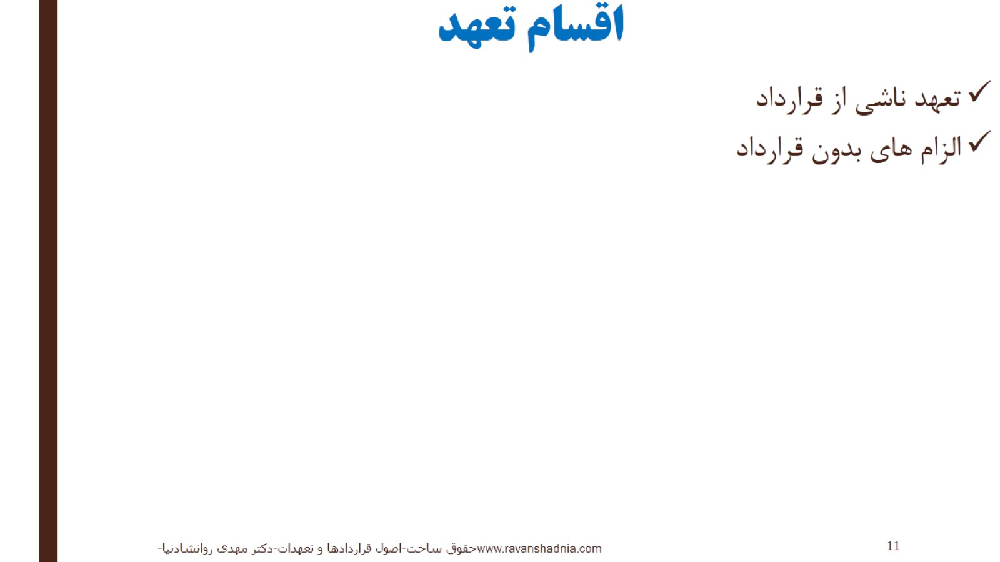 اقسام تعهد
✓ تعهد ناشی از قرارداد
✓ الزام های بدون قرارداد
حقوق ساخت-اصول قراردادها و تعهدات-دکتر مهدی روانشادنیا-www.ravanshadnia.com
11